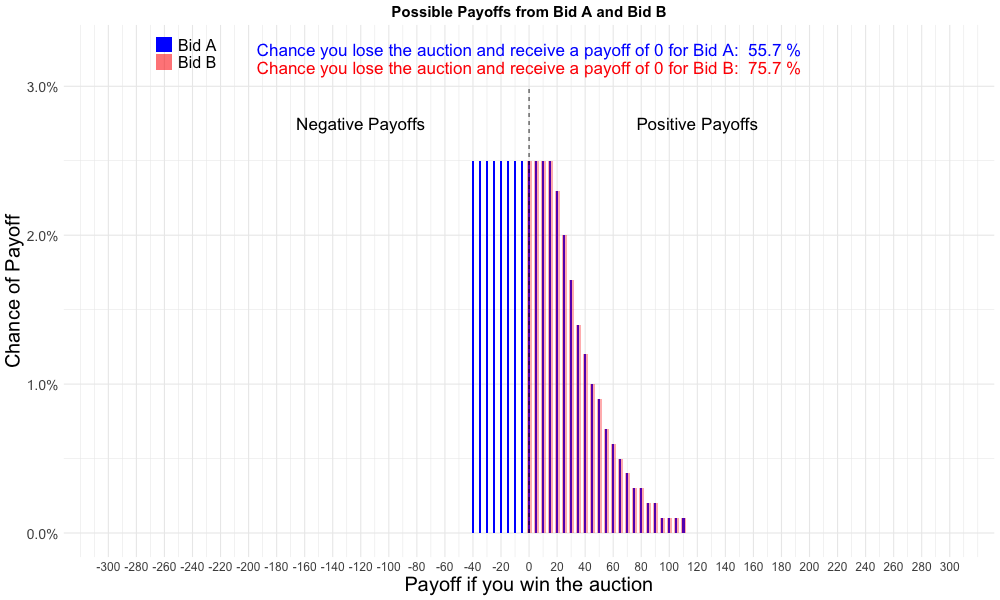 Possible Payoffs from Bid A and Bid B
Bid A
Bid B
Chance you lose the auction and receive a payoff of 0 for Bid A:  55.7 %
Chance you lose the auction and receive a payoff of 0 for Bid B:  75.7 %
Negative Payoffs
Positive Payoffs
Chance of Payoff
3.0%
2.0%
1.0%
0.0%
-300 -280 -260 -240 -220 -200 -180 -160 -140 -120 -100 -80 -60 -40 -20 0 20 40 60 80 100 120 140 160 180 200 220 240 260 280 300
Payoff if you win the auction